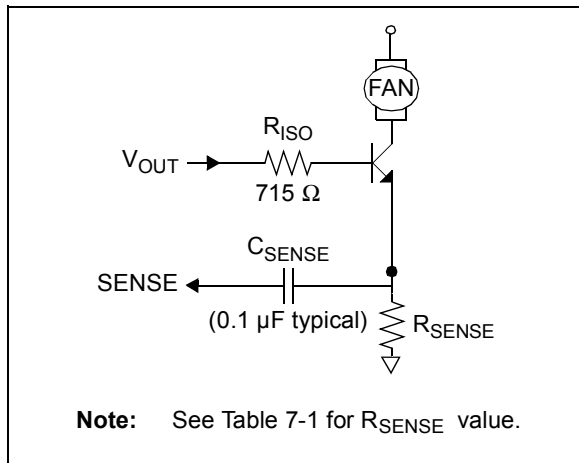 FAN
R_ISO
V_OUT
715 Ω
C_SENSE
SENSE
(0.1 µF typical)
R_SENSE
Note: See Table 7-1 for R_SENSE value.